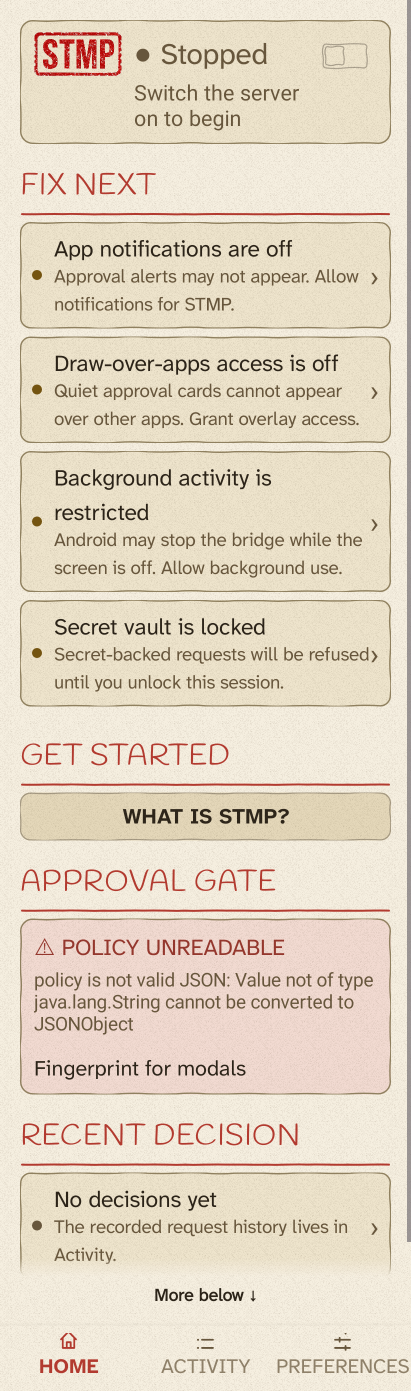 STMP
● Stopped
Switch the server
on to begin
FIX NEXT
App notifications are off
Approval alerts may not appear. Allow
notifications for STMP.
Draw-over-apps access is off
Quiet approval cards cannot appear
over other apps. Grant overlay access.
Background activity is
restricted
Android may stop the bridge while the
screen is off. Allow background use.
Secret vault is locked
Secret-backed requests will be refused
until you unlock this session.
GET STARTED
WHAT IS STMP?
APPROVAL GATE
⚠ POLICY UNREADABLE
policy is not valid JSON: Value not of type
java.lang.String cannot be converted to
JSONObject
Fingerprint for modals
RECENT DECISION
No decisions yet
The recorded request history lives in
Activity.
More below ↓
HOME
ACTIVITY
PREFERENCES